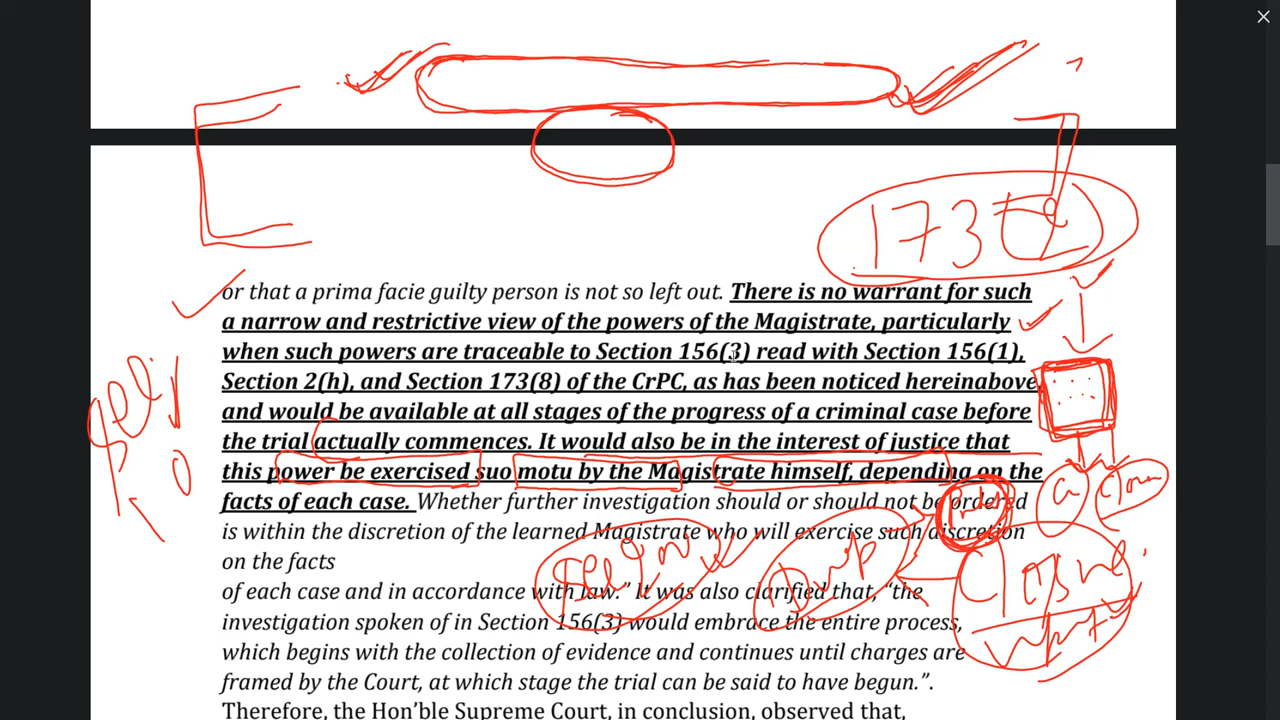 173
or that a prima facie guilty person is not so left out. There is no warrant for such
a narrow and restrictive view of the powers of the Magistrate, particularly
when such powers are traceable to Section 156(3) read with Section 156(1),
Section 2(h), and Section 173(8) of the CrPC, as has been noticed hereinabove,
and would be available at all stages of the progress of a criminal case before
the trial actually commences. It would also be in the interest of justice that
this power be exercised suo motu by the Magistrate himself, depending on the
facts of each case. Whether further investigation should or should not be ordered
is within the discretion of the learned Magistrate who will exercise such discretion
on the facts
of each case and in accordance with law.” It was also clarified that, “the
investigation spoken of in Section 156(3) would embrace the entire process,
which begins with the collection of evidence and continues until charges are
framed by the Court, at which stage the trial can be said to have begun.”.
Therefore, the Hon’ble Supreme Court, in conclusion, observed that,